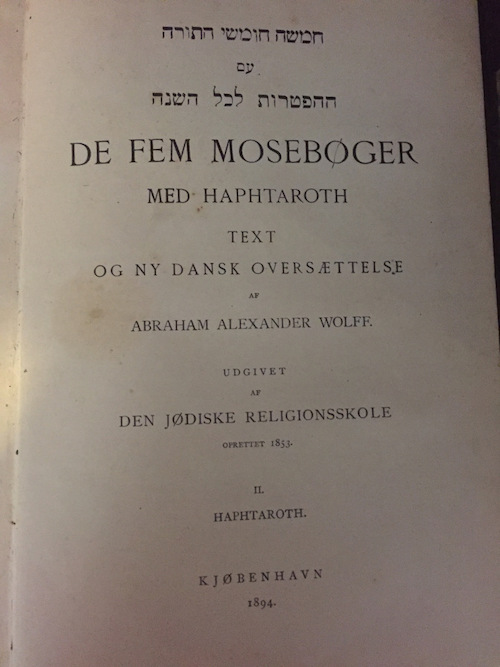 חמשה חומשי התורה
עם
ההפטרות לכל השנה
DE FEM MOSEBØGER
MED HAPHTAROTH
TEXT
OG NY DANSK OVERSÆTTELSE
AF
ABRAHAM ALEXANDER WOLFF.
UDGIVET
AF
DEN JØDISKE RELIGIONSSKOLE
OPRETTET 1853.
II.
HAPHTAROTH.
KJØBENHAVN
1894.